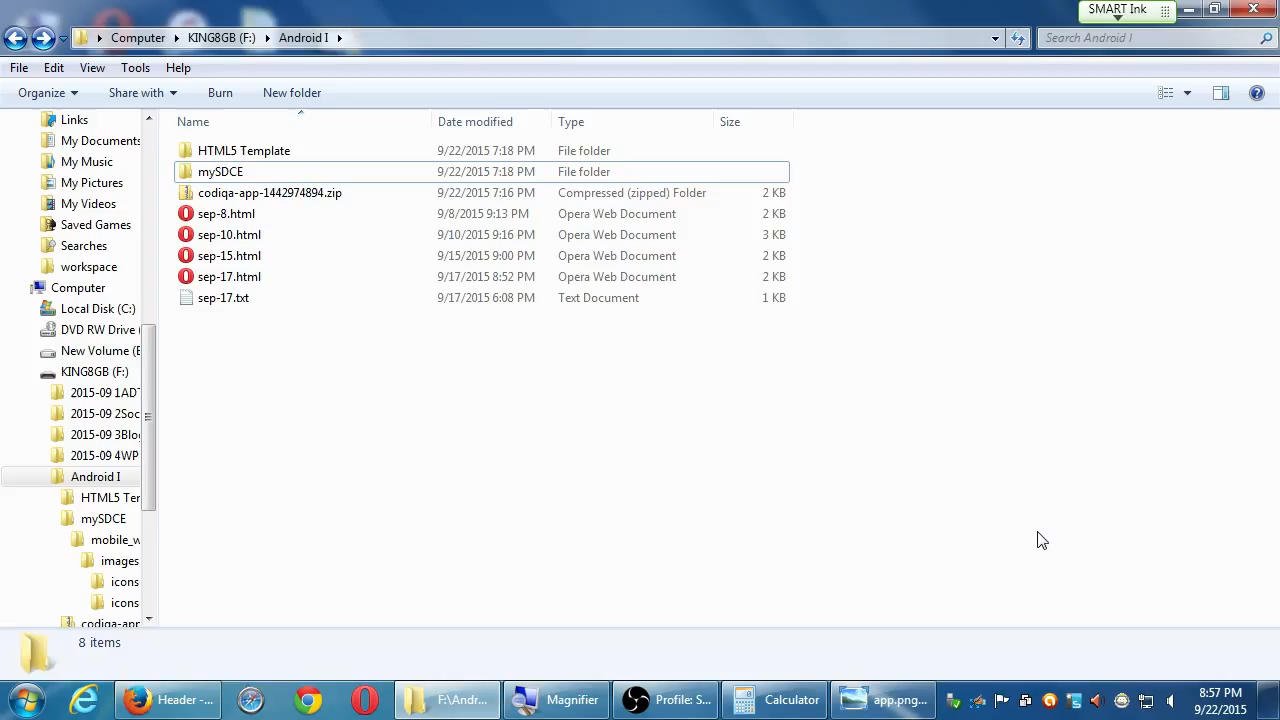 SMART Ink
Computer KING8GB (F:) Android I
Search Android I
File Edit View Tools Help
Organize Share with Burn New folder
Links
My Documents
My Music
My Pictures
My Videos
Saved Games
Searches
workspace
Computer
Local Disk (C:)
DVD RW Drive (
New Volume (E
KING8GB (F:)
2015-09 1AD
2015-09 2Soc
2015-09 3Blo
2015-09 4WP
Android I
HTML5 Ter
mySDCE
mobile_w
images
icons
icons
codiqa-app
Name Date modified Type Size
HTML5 Template 9/22/2015 7:18 PM File folder
mySDCE 9/22/2015 7:18 PM File folder
codiqa-app-1442974894.zip 9/22/2015 7:16 PM Compressed (zipped) Folder 2 KB
sep-8.html 9/8/2015 9:13 PM Opera Web Document 2 KB
sep-10.html 9/10/2015 9:16 PM Opera Web Document 3 KB
sep-15.html 9/15/2015 9:00 PM Opera Web Document 2 KB
sep-17.html 9/17/2015 8:52 PM Opera Web Document 2 KB
sep-17.txt 9/17/2015 6:08 PM Text Document 1 KB
8 items
Header -... F:\Andr... Magnifier Profile: S... Calculator app.png...
8:57 PM
9/22/2015